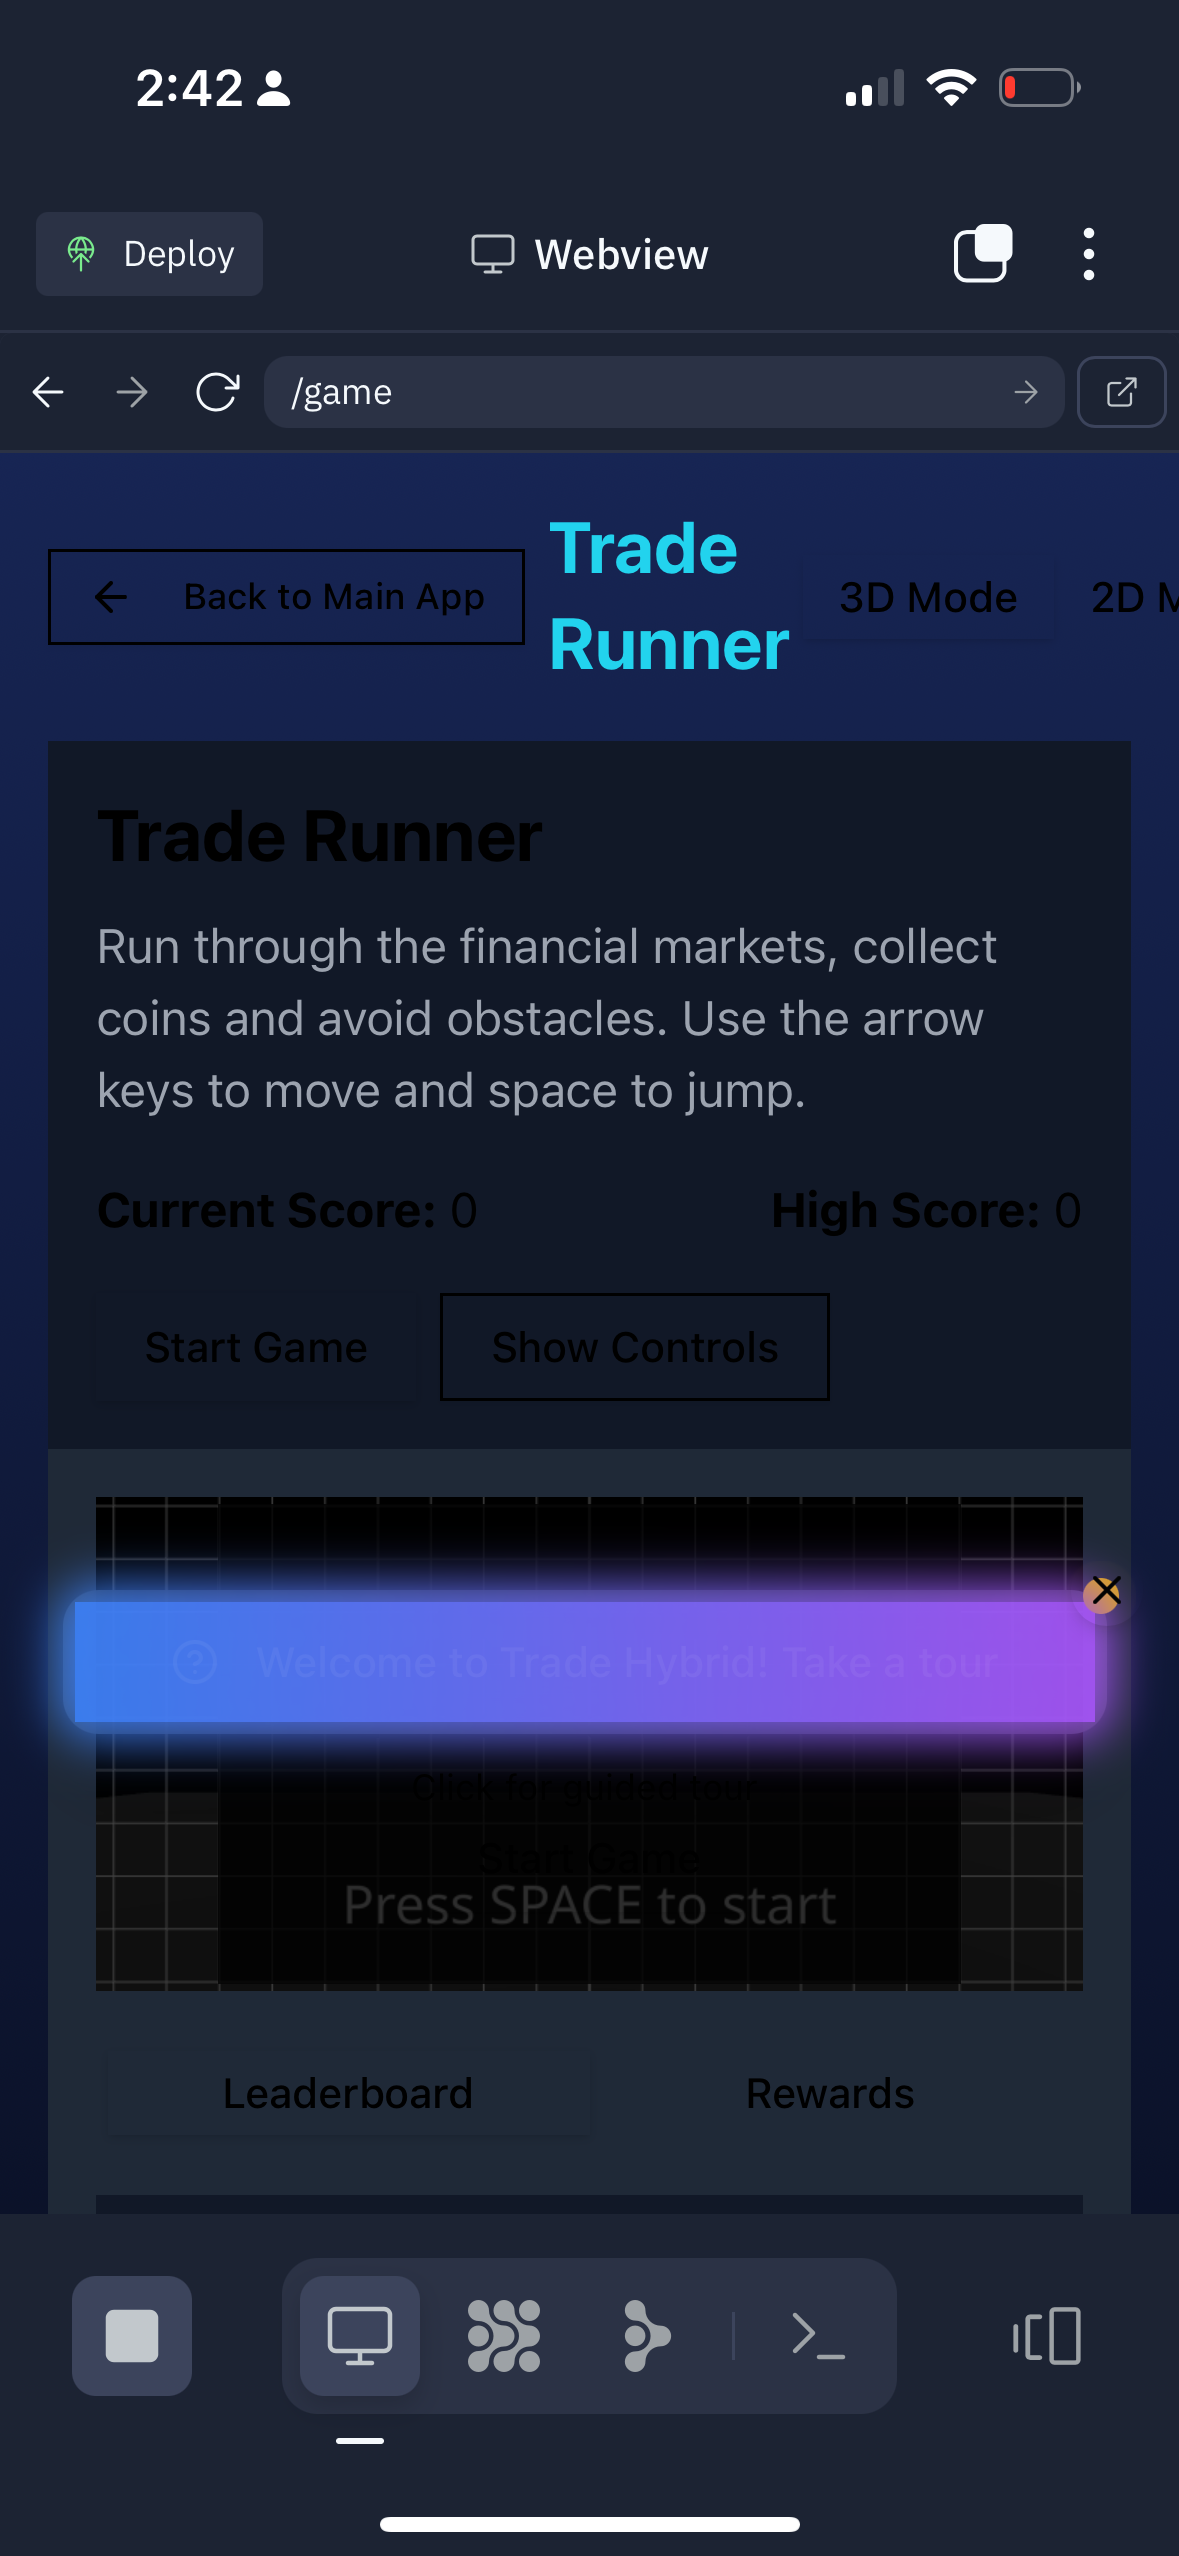 2:42
Deploy
Webview
/game
Back to Main App
Trade
Runner
3D Mode
2D M
Trade Runner
Run through the financial markets, collect
coins and avoid obstacles. Use the arrow
keys to move and space to jump.
Current Score: 0
High Score: 0
Start Game
Show Controls
Welcome to Trade Hybrid! Take a tour
Click for guided tour
Start Game
Press SPACE to start
Leaderboard
Rewards